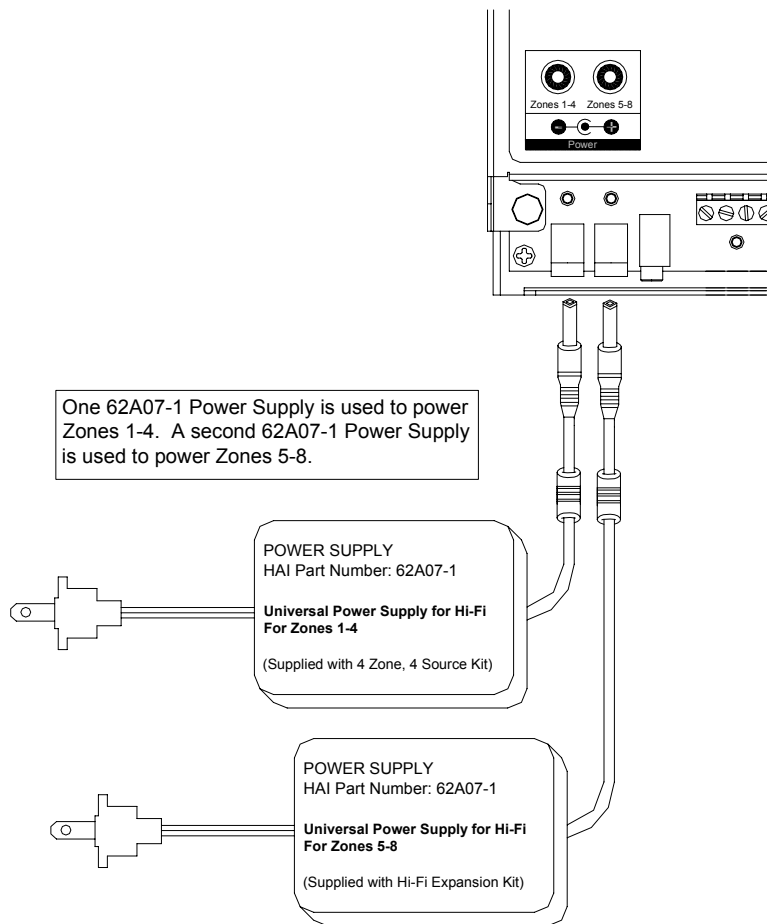 Zones 1-4 Zones 5-8
Power
One 62A07-1 Power Supply is used to power
Zones 1-4. A second 62A07-1 Power Supply
is used to power Zones 5-8.
POWER SUPPLY
HAI Part Number: 62A07-1
Universal Power Supply for Hi-Fi
For Zones 1-4
(Supplied with 4 Zone, 4 Source Kit)
POWER SUPPLY
HAI Part Number: 62A07-1
Universal Power Supply for Hi-Fi
For Zones 5-8
(Supplied with Hi-Fi Expansion Kit)